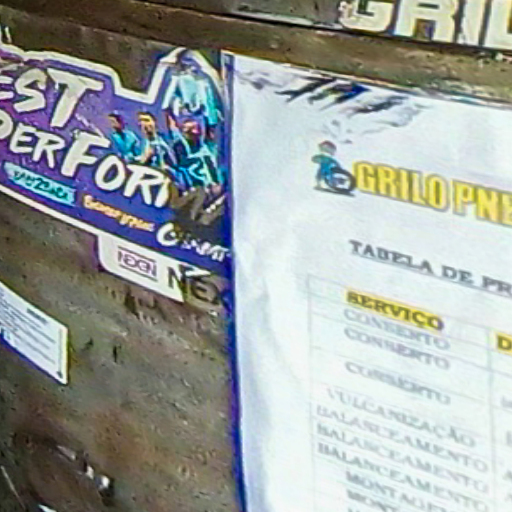 GRIL
EST
DERFOR
GRILO PNE
NEXEN
NEX
TABELA DE PR
SERVIÇO
D
CONSERTO
CONSERTO
CONSERTO
VULCANIZAÇÃO
BALANCEAMENTO
BALANCEAMENTO
BALANCEAMENTO
MONTAGEM
MONT